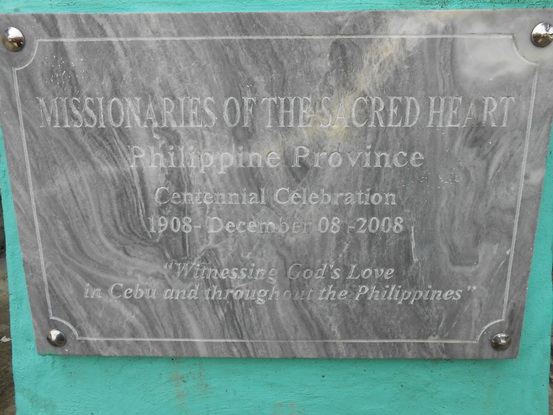 MISSIONARIES OF THE SACRED HEART
Philippine Province
Centennial Celebration
1908-December 08-2008
"Witnessing God's Love
in Cebu and throughout the Philippines"